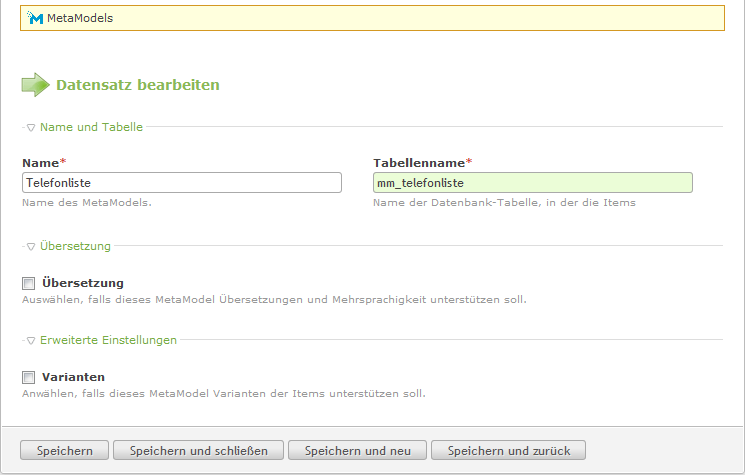 MetaModels
Datensatz bearbeiten
Name und Tabelle
Name* Tabellenname*
Telefonliste mm_telefonliste
Name des MetaModels. Name der Datenbank-Tabelle, in der die Items
Übersetzung
Übersetzung
Auswählen, falls dieses MetaModel Übersetzungen und Mehrsprachigkeit unterstützen soll.
Erweiterte Einstellungen
Varianten
Anwählen, falls dieses MetaModel Varianten der Items unterstützen soll.
Speichern Speichern und schließen Speichern und neu Speichern und zurück